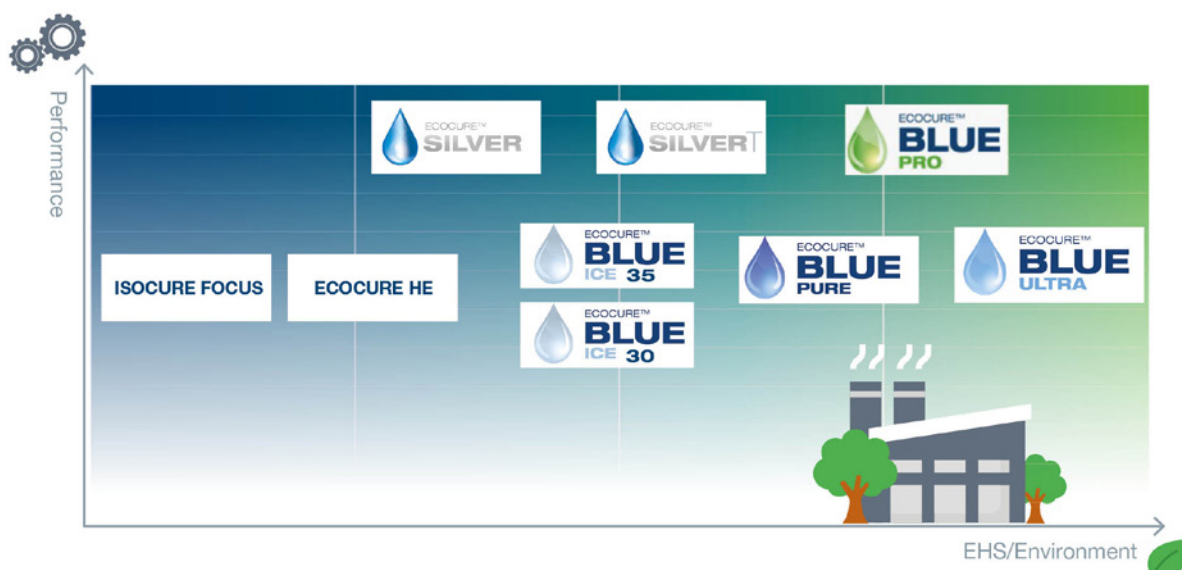 Performance
ECOCURE™
SILVER
ECOCURE™
SILVERT
ECOCURE™
BLUE
PRO
ISOCURE FOCUS
ECOCURE HE
ECOCURE™
BLUE
ICE 35
ECOCURE™
BLUE
ICE 30
ECOCURE™
BLUE
PURE
ECOCURE™
BLUE
ULTRA
EHS/Environment